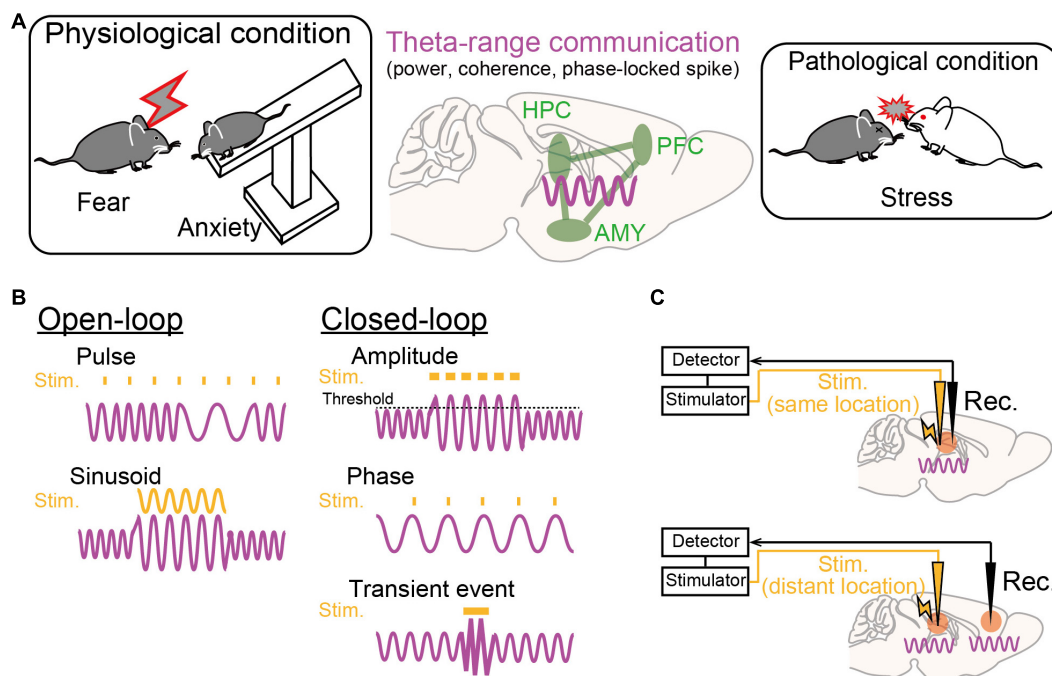 A
Physiological condition
Fear
Anxiety
Theta-range communication
(power, coherence, phase-locked spike)
HPC
PFC
AMY
Pathological condition
Stress
B
Open-loop
Pulse
Stim.
Sinusoid
Stim.
Closed-loop
Amplitude
Stim.
Threshold
Phase
Stim.
Transient event
Stim.
C
Detector
Stimulator
Stim.
(same location)
Rec.
Detector
Stimulator
Stim.
(distant location)
Rec.